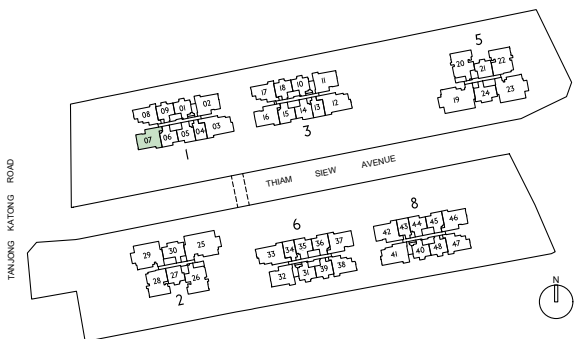 5
20 21 22
19 24 23
17 18 10 11
16 15 14 13 12
3
08 09 01 02
07 06 05 04 03
1
THIAM SIEW AVENUE
TANJONG KATONG ROAD
8
42 43 44 45 46
41 40 48 47
6
33 34 35 36 37
32 31 39 38
29 30 25
28 27 26
2
N